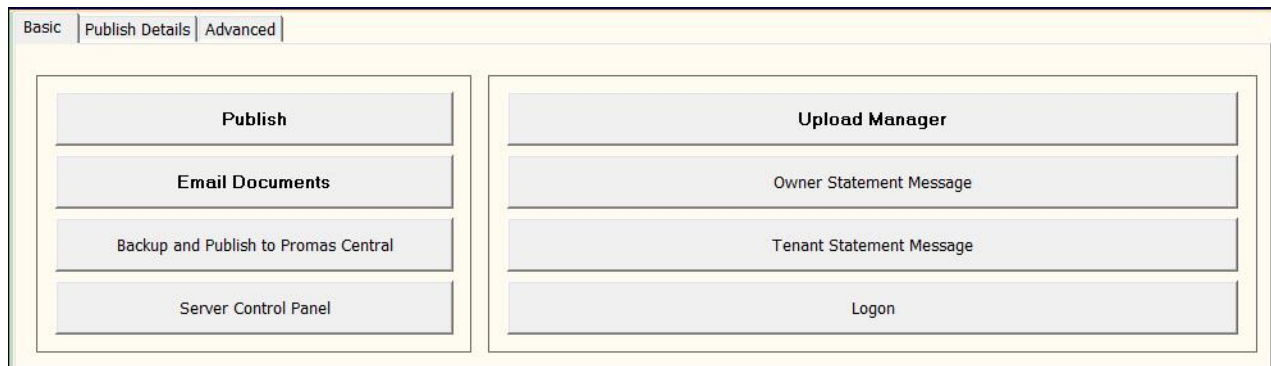 Basic
Publish Details
Advanced
Publish
Email Documents
Backup and Publish to Promas Central
Server Control Panel
Upload Manager
Owner Statement Message
Tenant Statement Message
Logon